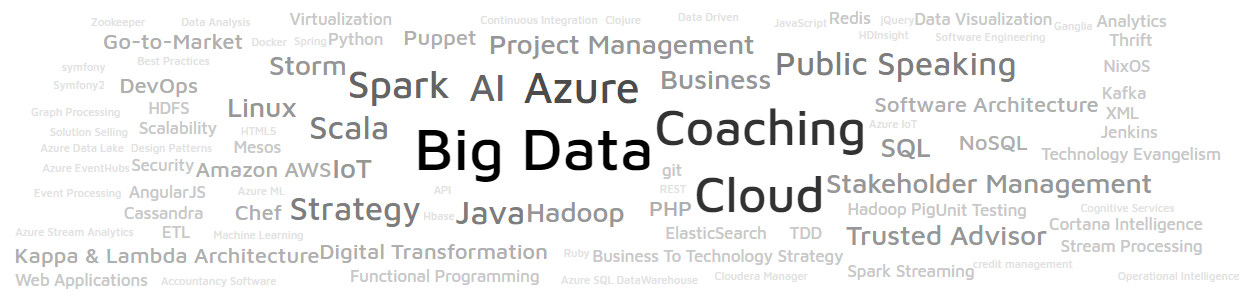 Zookeeper
Data Analysis
Virtualization
Continuous Integration
Clojure
Data Driven
JavaScript
Redis
jQuery
Data Visualization
Ganglia
Analytics
Go-to-Market
Docker
Spring
Python
Puppet
Project Management
HDInsight
Software Engineering
Thrift
symfony
Best Practices
Storm
Spark
AI
Azure
Business
Public Speaking
NixOS
Symfony2
DevOps
Kafka
Graph Processing
HDFS
Linux
Software Architecture
XML
Solution Selling
Scalability
HTML5
Scala
Big Data
Coaching
Azure IoT
Jenkins
Azure Data Lake
Design Patterns
Mesos
SQL
NoSQL
Technology Evangelism
Azure EventHubs
Security
Amazon AWS
IoT
git
Event Processing
AngularJS
Azure ML
API
REST
Cloud
Stakeholder Management
Cassandra
Chef
Strategy
Hbase
Java
Hadoop
PHP
Hadoop Pig
Unit Testing
Cognitive Services
Azure Stream Analytics
ETL
Machine Learning
ElasticSearch
TDD
Trusted Advisor
Cortana Intelligence
Kappa & Lambda Architecture
Digital Transformation
Ruby
Business To Technology Strategy
Stream Processing
Web Applications
Accountancy Software
Functional Programming
Azure SQL DataWarehouse
Cloudera Manager
Spark Streaming
credit management
Operational Intelligence